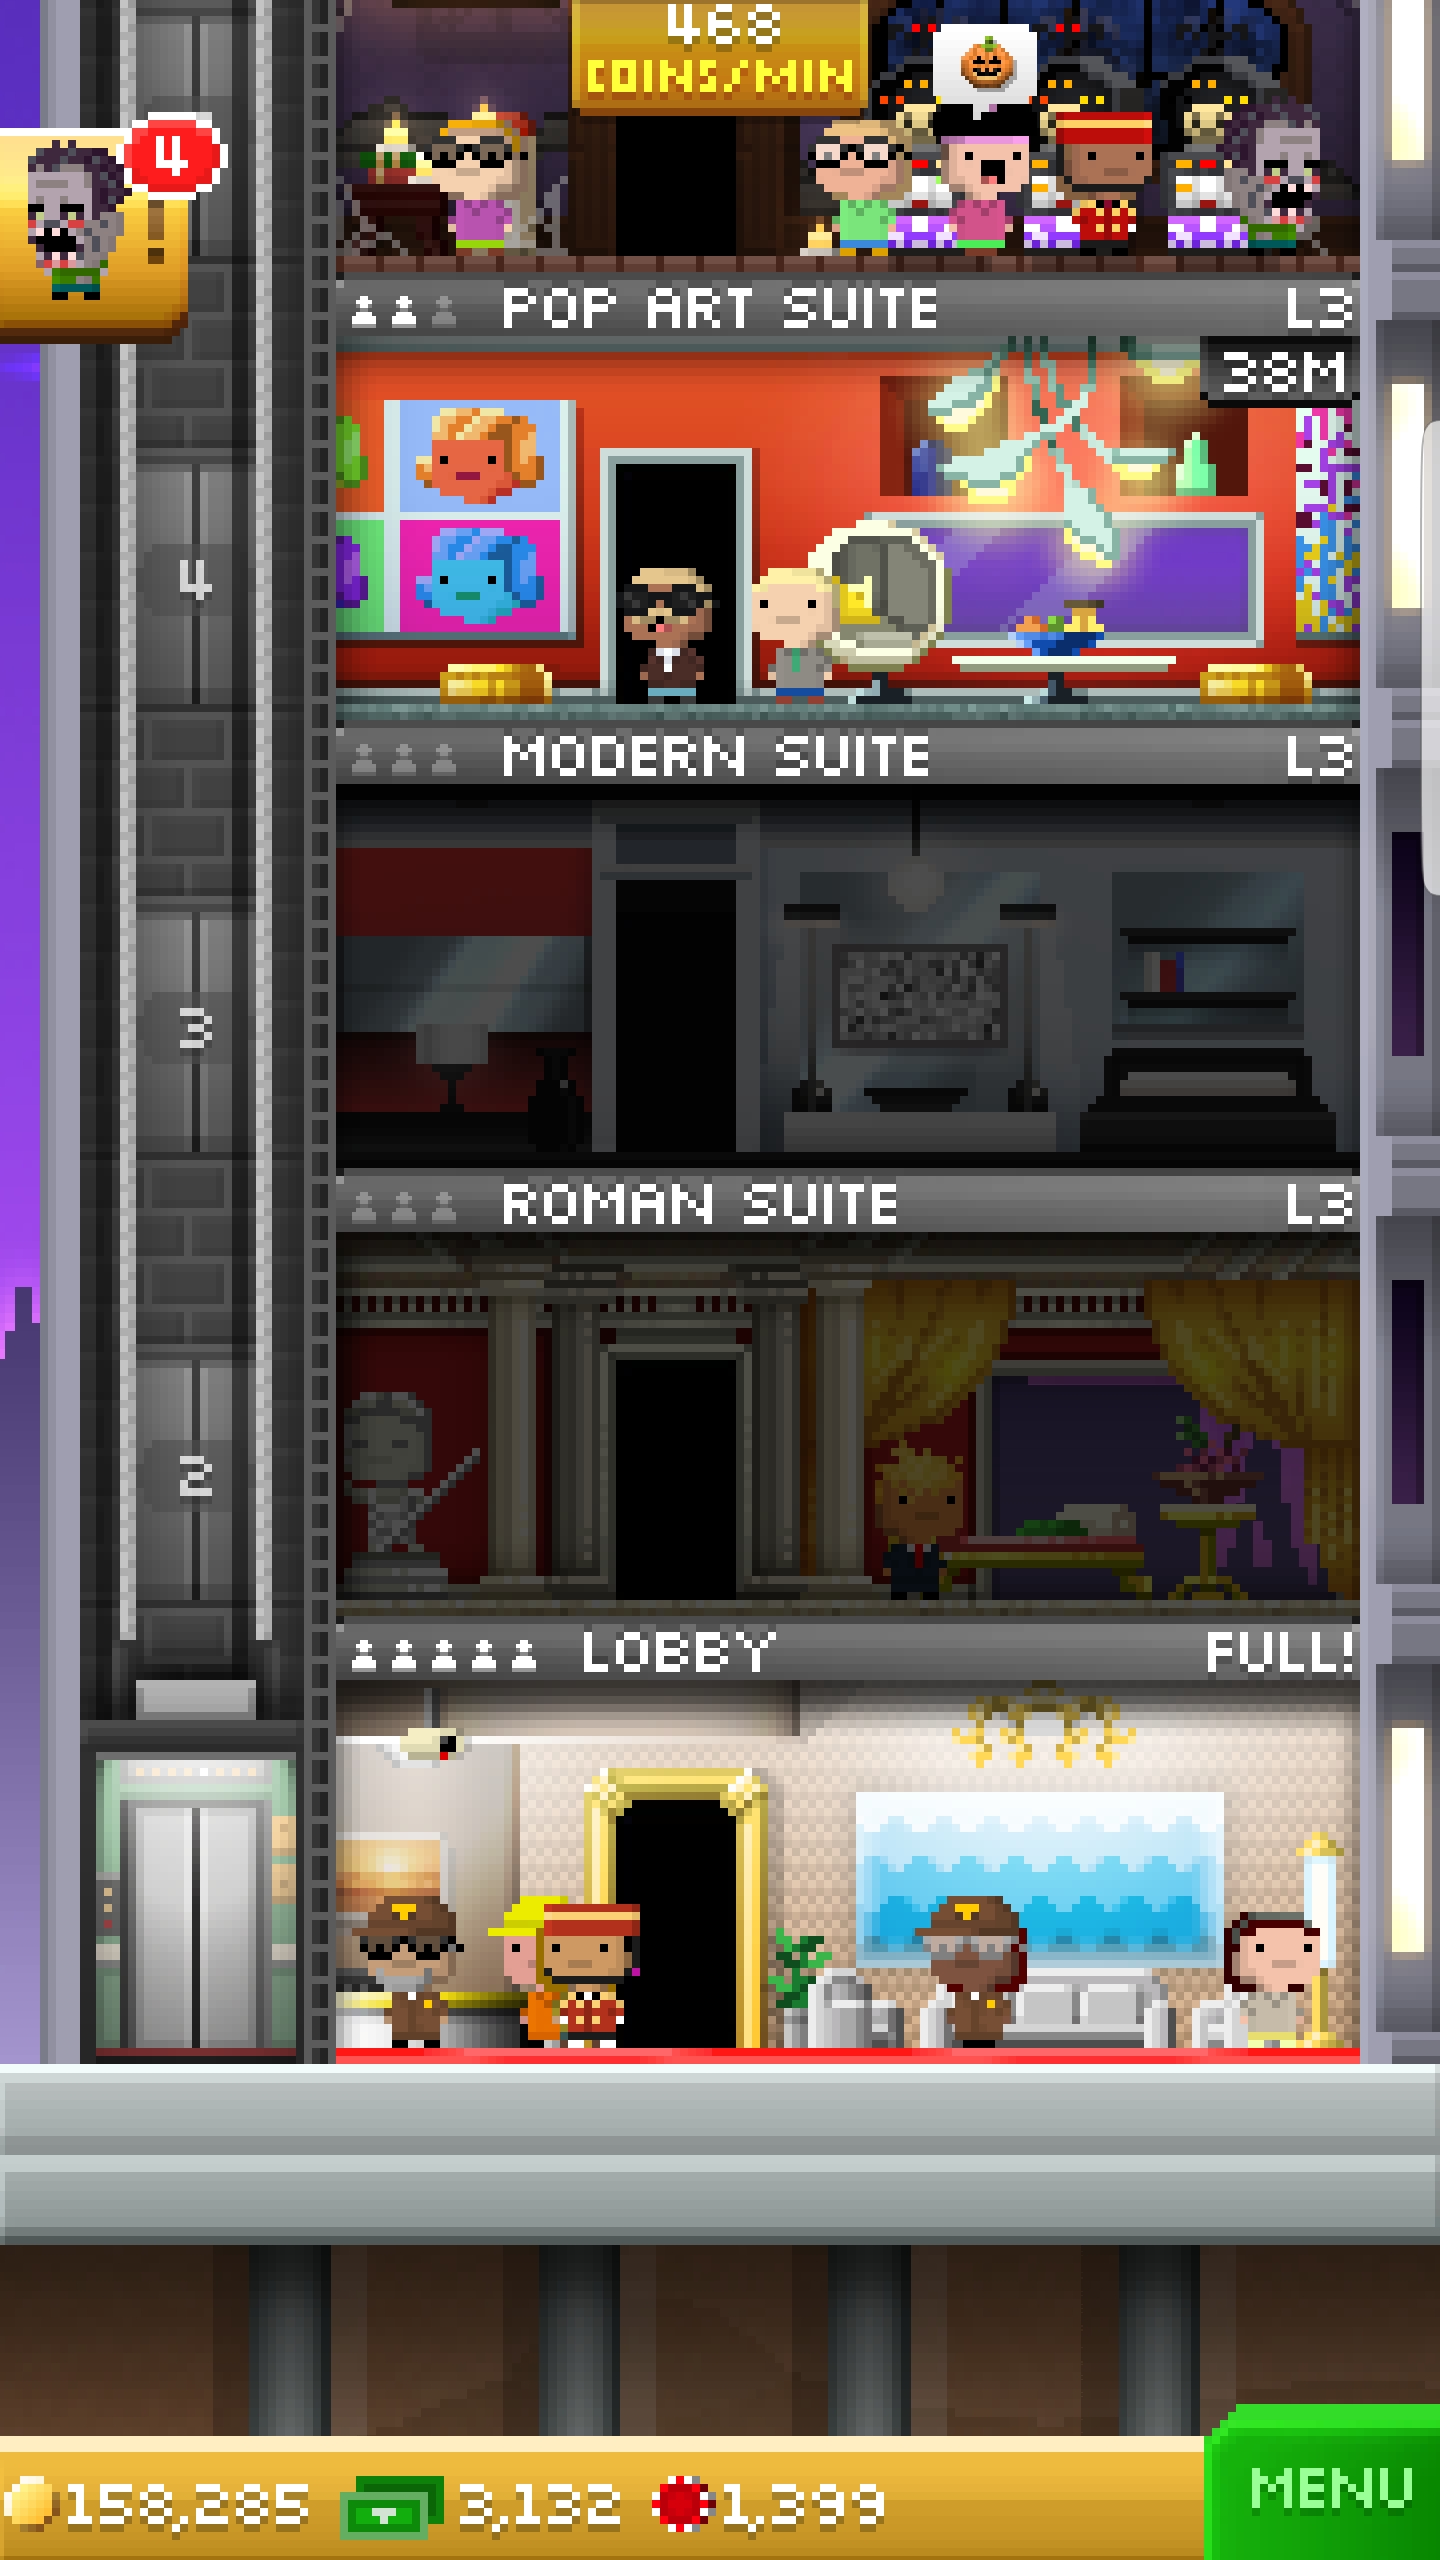 468
COINS/MIN
4
!
POP ART SUITE L3
38M
4
MODERN SUITE L3
3
ROMAN SUITE L3
2
LOBBY FULL!
158,285 3,132 1,399
MENU